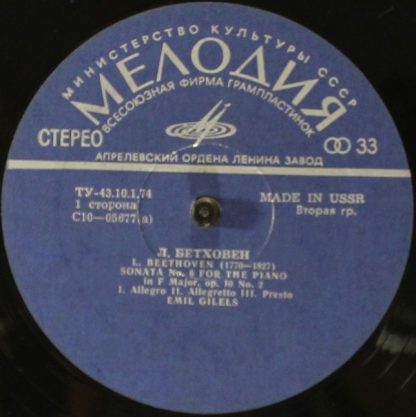 МИНИСТЕРСТВО КУЛЬТУРЫ СССР
МЕЛОДИЯ
ВСЕСОЮЗНАЯ ФИРМА ГРАМПЛАСТИНОК
СТЕРЕО
33
АПРЕЛЕВСКИЙ ОРДЕНА ЛЕНИНА ЗАВОД
ТУ-43.10.1.74
1 сторона
С10—05677(а)
MADE IN USSR
Вторая гр.
Л. БЕТХОВЕН
L. BEETHOVEN (1770—1827)
SONATA No. 6 FOR THE PIANO
in F Major, op. 10 No. 2
I. Allegro II. Allegretto III. Presto
EMIL GILELS